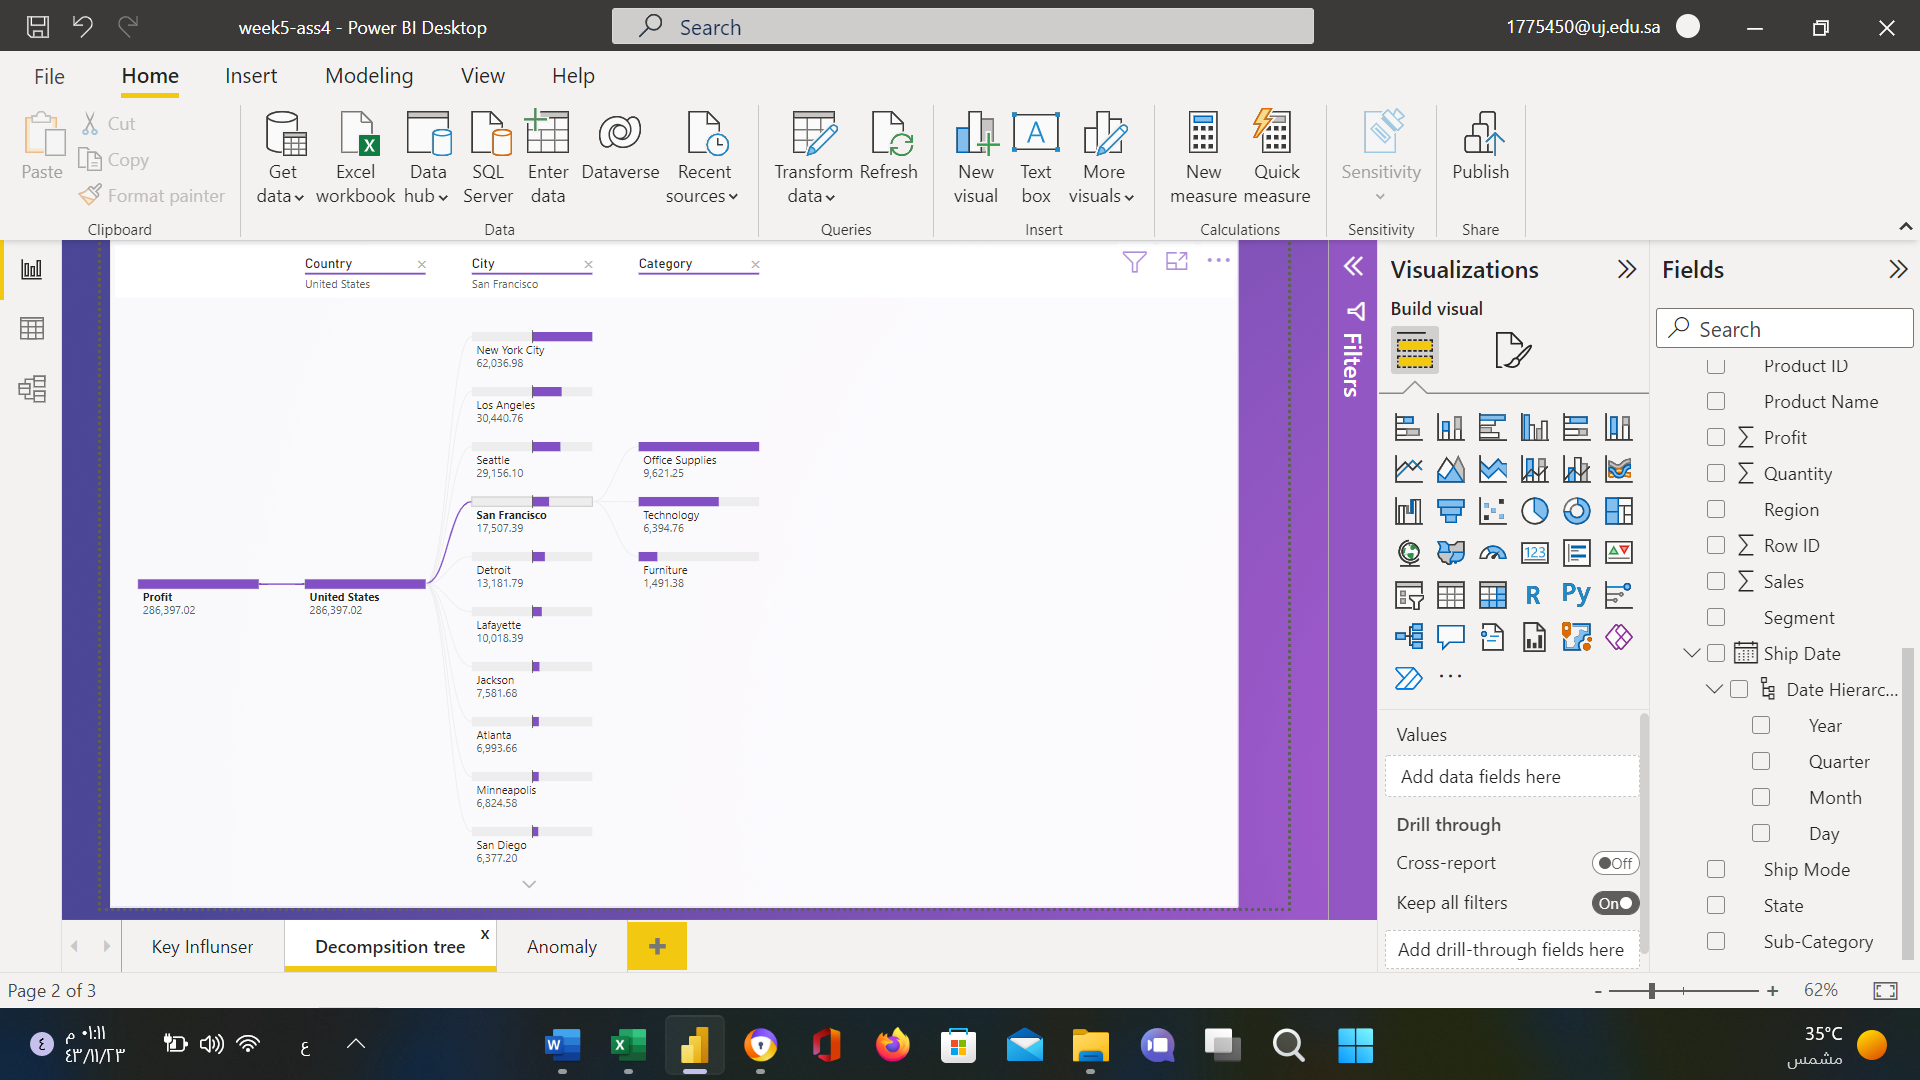 week5-ass4 - Power BI Desktop
Search
1775450@uj.edu.sa
File
Home
Insert
Modeling
View
Help
Paste
Cut
Copy
Format painter
Clipboard
Get data
Excel workbook
Data hub
SQL Server
Enter data
Dataverse
Recent sources
Data
Transform data
Refresh
Queries
New visual
Text box
More visuals
Insert
New measure
Quick measure
Calculations
Sensitivity
Sensitivity
Publish
Share
Country
United States
City
San Francisco
Category
Profit
286,397.02
United States
286,397.02
New York City
62,036.98
Los Angeles
30,440.76
Seattle
29,156.10
San Francisco
17,507.39
Detroit
13,181.79
Lafayette
10,018.39
Jackson
7,581.68
Atlanta
6,993.66
Minneapolis
6,824.58
San Diego
6,377.20
Office Supplies
9,621.25
Technology
6,394.76
Furniture
1,491.38
Filters
Visualizations
Build visual
123
R
Py
Values
Add data fields here
Drill through
Cross-report
Off
Keep all filters
On
Add drill-through fields here
Fields
Search
Product ID
Product Name
Profit
Quantity
Region
Row ID
Sales
Segment
Ship Date
Date Hierarc...
Year
Quarter
Month
Day
Ship Mode
State
Sub-Category
Key Influnser
Decompsition tree
Anomaly
Page 2 of 3
62%
٤
٠١:١١ م
٤٣/١١/٢٣
ع
35°C
مشمس